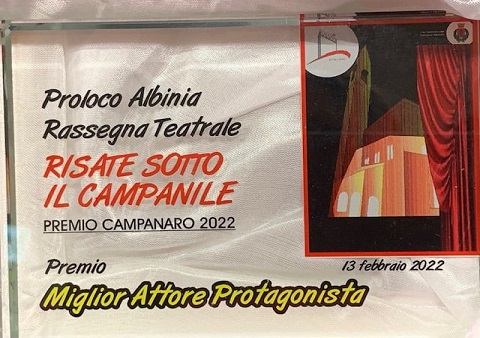 Proloco Albinia
Rassegna Teatrale
RISATE SOTTO
IL CAMPANILE
PREMIO CAMPANARO 2022
Premio
13 febbraio 2022
Miglior Attore Protagonista